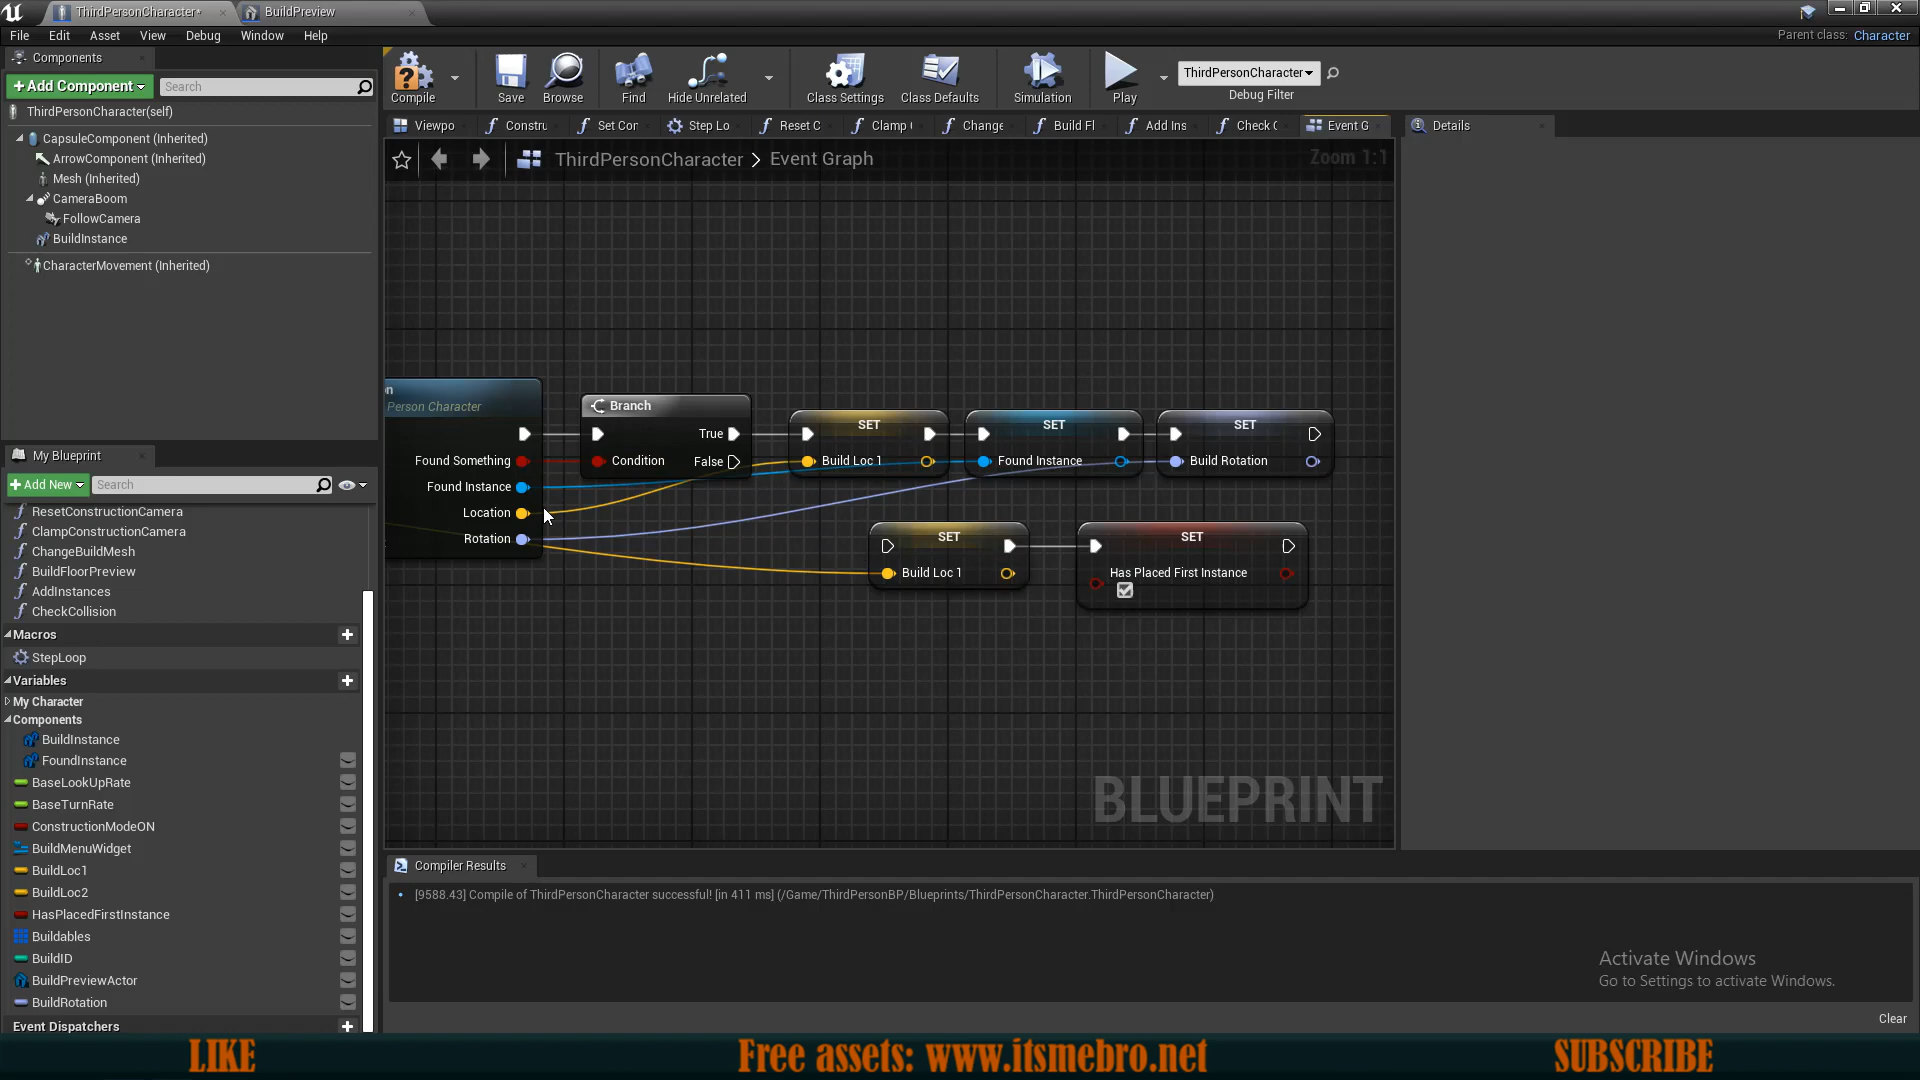 ThirdPersonCharacter*
BuildPreview
File Edit Asset View Debug Window Help
Parent class: Character
Components
+Add Component
Search
ThirdPersonCharacter(self)
CapsuleComponent (Inherited)
ArrowComponent (Inherited)
Mesh (Inherited)
CameraBoom
FollowCamera
BuildInstance
CharacterMovement (Inherited)
Compile
Save
Browse
Find
Hide Unrelated
Class Settings
Class Defaults
Simulation
Play
ThirdPersonCharacter
Debug Filter
Viewpo
Constru
Set Cor
Step Lo
Reset C
Clamp
Change
Build Fl
Add Ins
Check
Event G
Details
ThirdPersonCharacter > Event Graph
Zoom 1:1
n
Person Character
Found Something
Found Instance
Location
Rotation
Branch
True
Condition
False
SET
Build Loc 1
SET
Found Instance
SET
Build Rotation
SET
Build Loc 1
SET
Has Placed First Instance
BLUEPRINT
My Blueprint
+Add New
Search
ResetConstructionCamera
ClampConstructionCamera
ChangeBuildMesh
BuildFloorPreview
AddInstances
CheckCollision
Macros
StepLoop
Variables
My Character
Components
BuildInstance
FoundInstance
BaseLookUpRate
BaseTurnRate
ConstructionModeON
BuildMenuWidget
BuildLoc1
BuildLoc2
HasPlacedFirstInstance
Buildables
BuildID
BuildPreviewActor
BuildRotation
Event Dispatchers
Compiler Results
[9588.43] Compile of ThirdPersonCharacter successful! [in 411 ms] (/Game/ThirdPersonBP/Blueprints/ThirdPersonCharacter.ThirdPersonCharacter)
Activate Windows
Go to Settings to activate Windows.
Clear
LIKE
Free assets: www.itsmebro.net
SUBSCRIBE